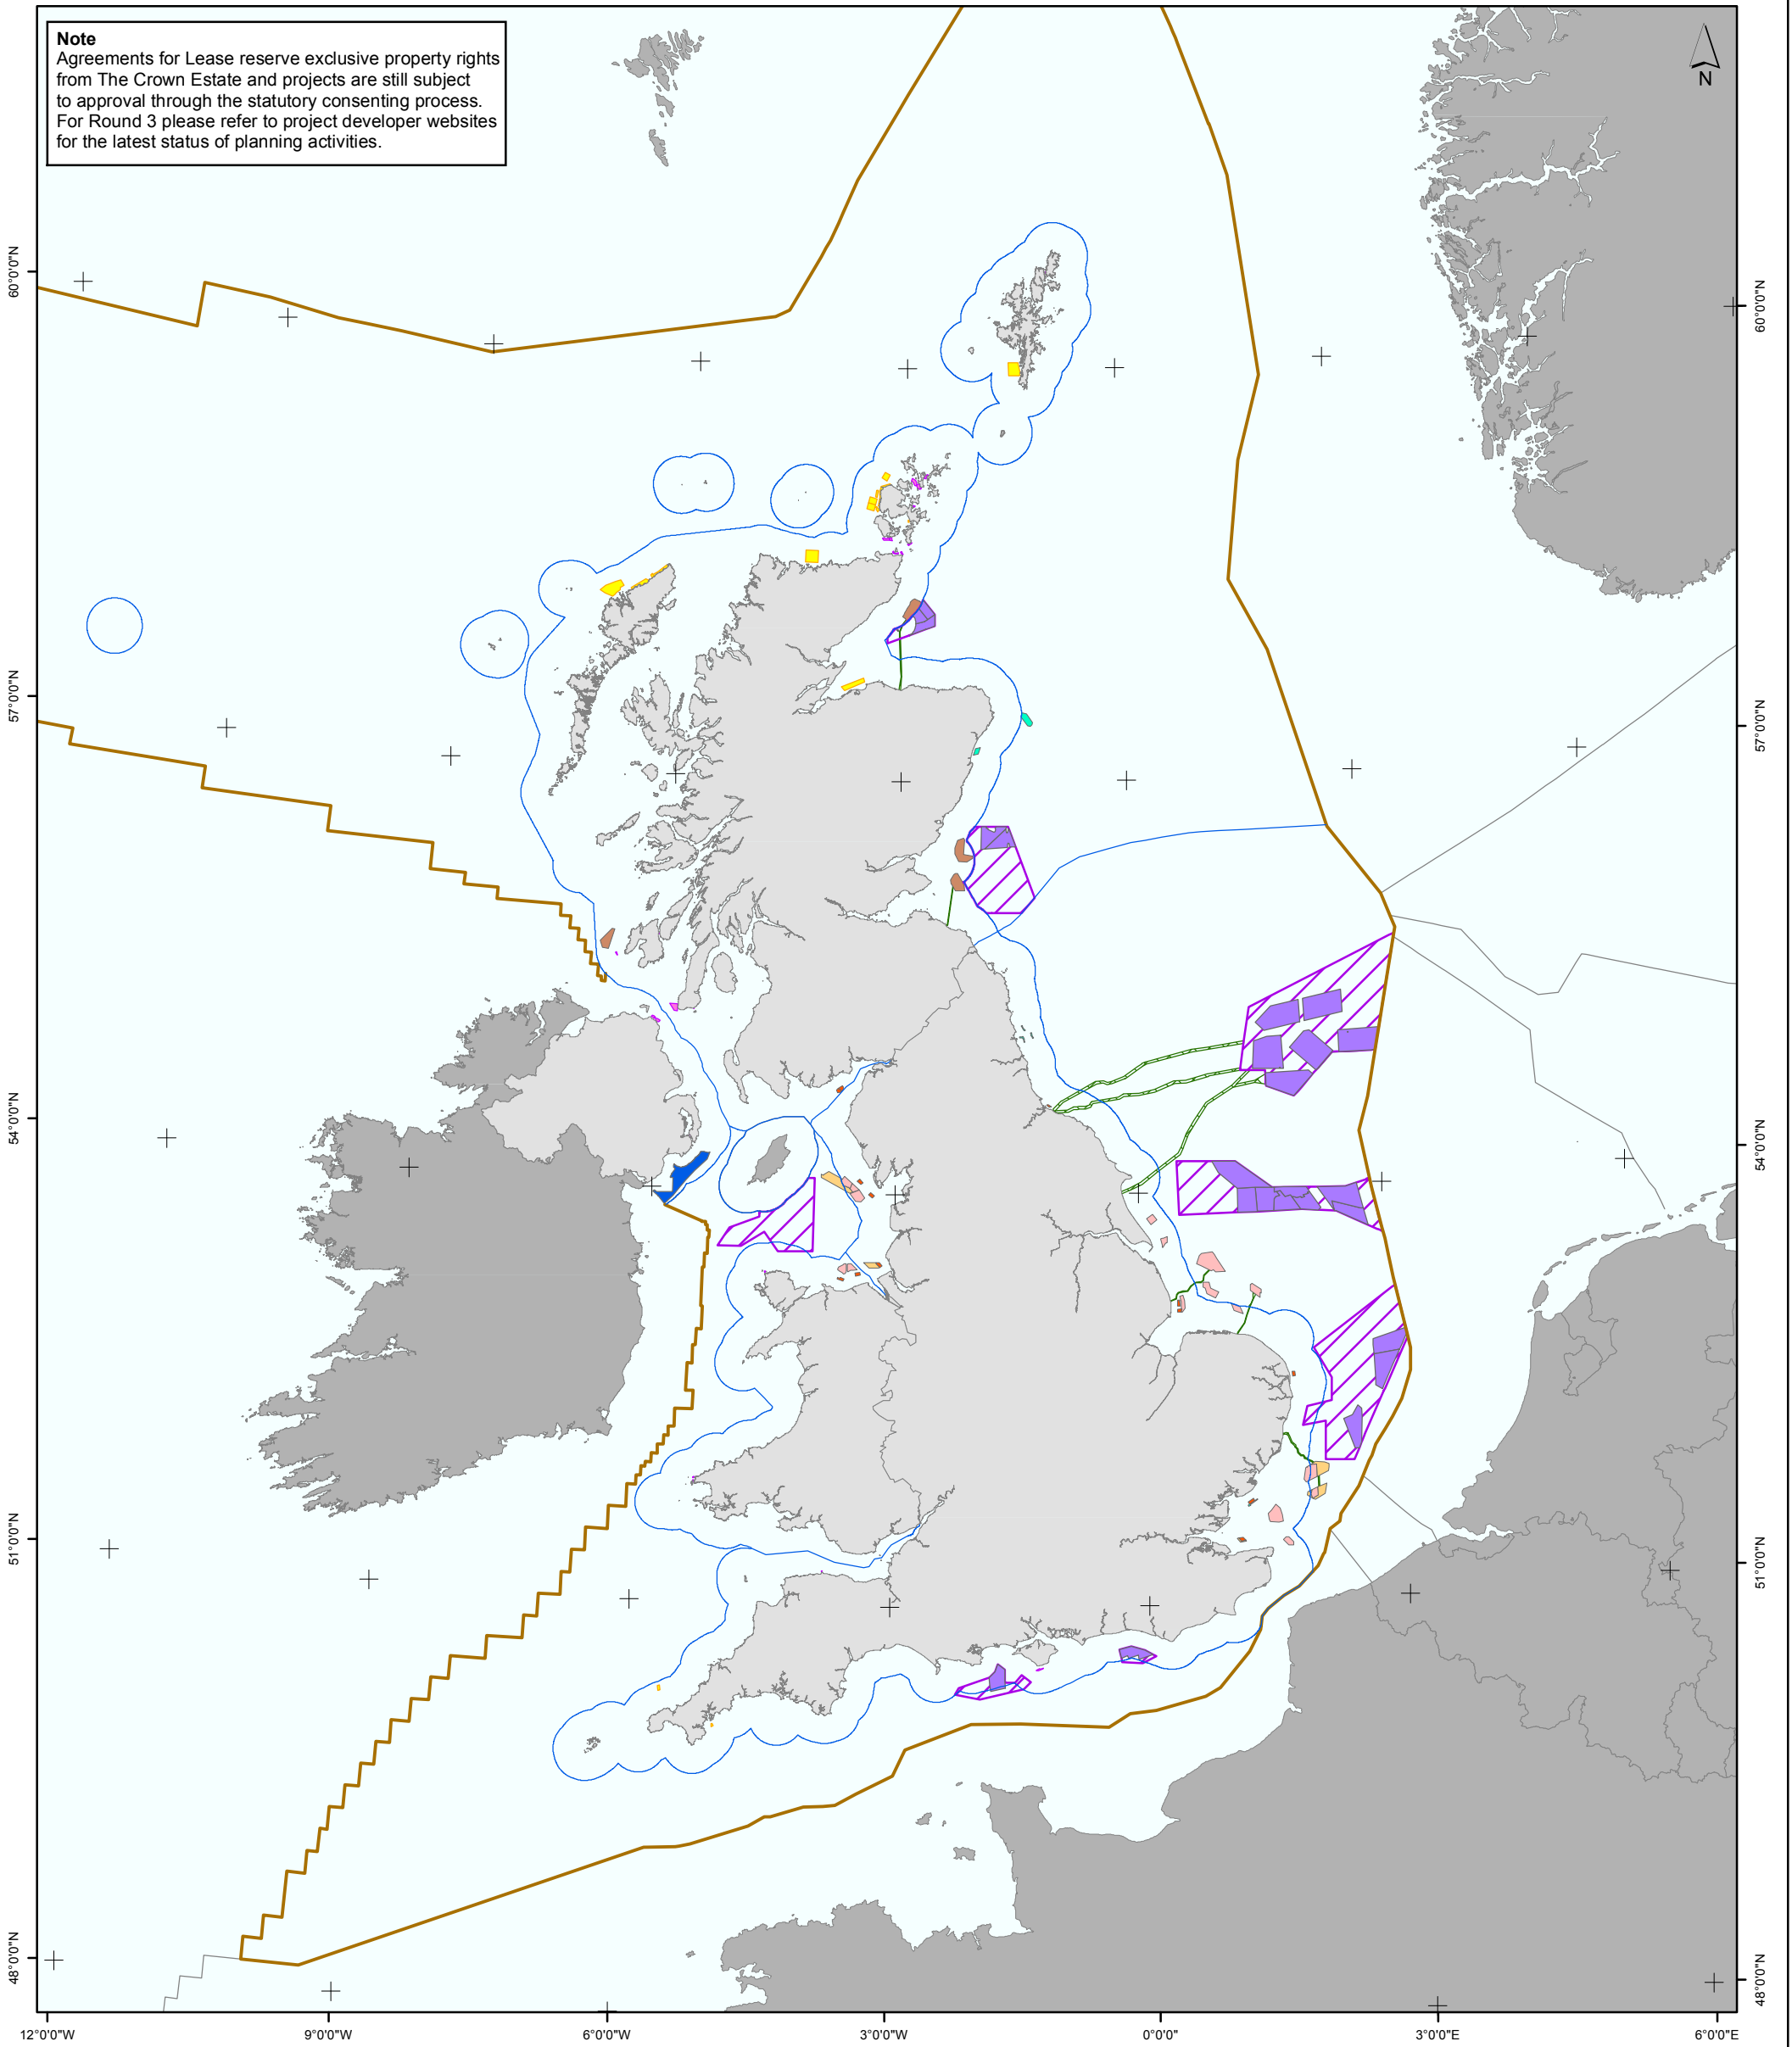 Note
Agreements for Lease reserve exclusive property rights
from The Crown Estate and projects are still subject
to approval through the statutory consenting process.
For Round 3 please refer to project developer websites
for the latest status of planning activities.
N
60°0'0"N
60°0'0"N
57°0'0"N
57°0'0"N
54°0'0"N
54°0'0"N
51°0'0"N
51°0'0"N
48°0'0"N
48°0'0"N
12°0'0"W
9°0'0"W
6°0'0"W
3°0'0"W
0°0'0"
3°0'0"E
6°0'0"E